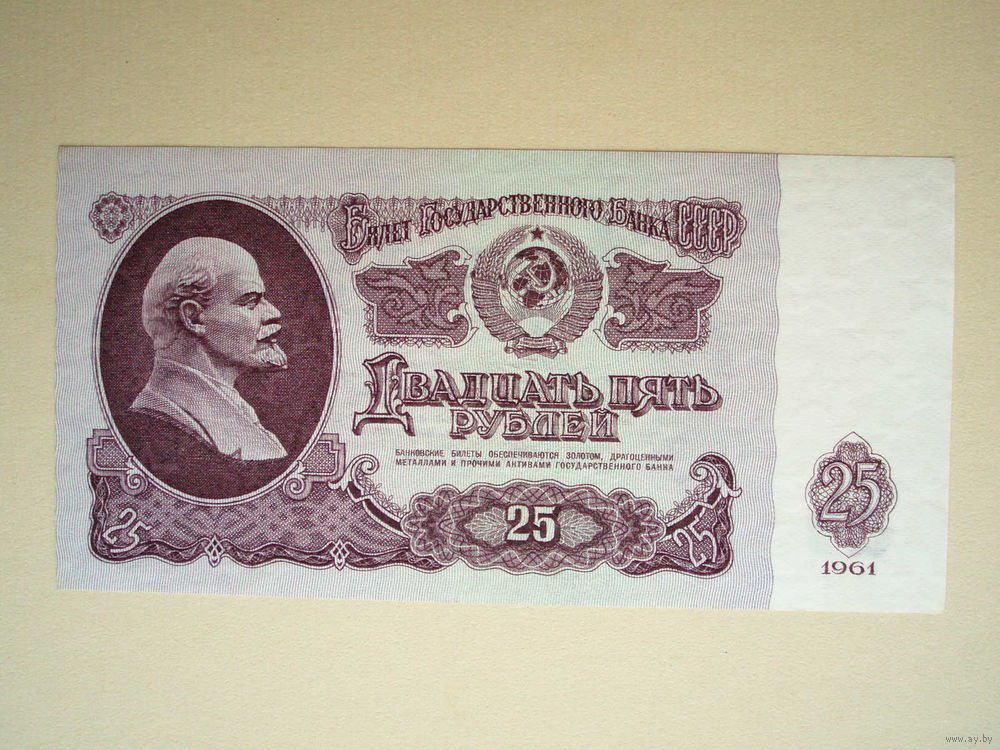 Билет Государственного Банка СССР
Двадцать пять
рублей
БАНКОВСКИЕ БИЛЕТЫ ОБЕСПЕЧИВАЮТСЯ ЗОЛОТОМ, ДРАГОЦЕННЫМИ
МЕТАЛЛАМИ И ПРОЧИМИ АКТИВАМИ ГОСУДАРСТВЕННОГО БАНКА
25
25
25
25
1961
www.ay.by